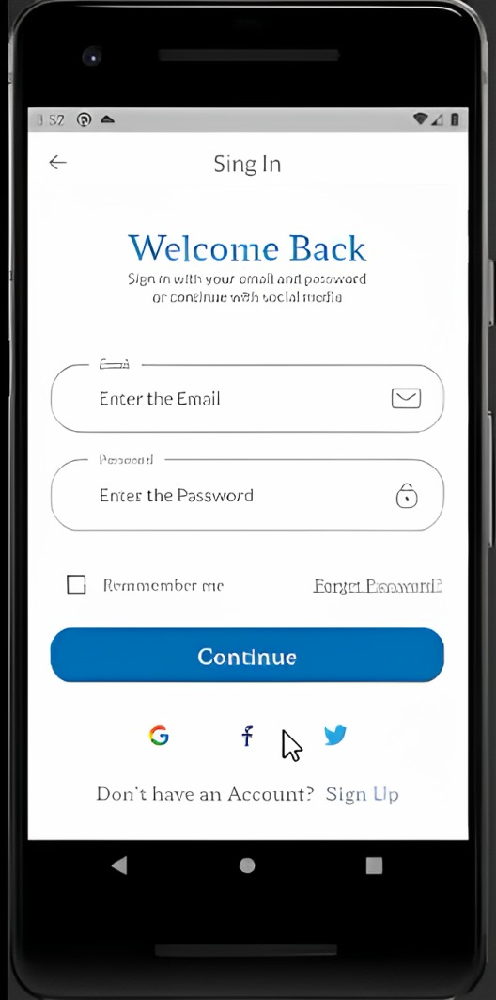 3:52
Sing In
Welcome Back
Sign in with your email and password
or continue with social media
Email
Enter the Email
Password
Enter the Password
Remmember me
Forget Password?
Continue
G f
Don't have an Account? Sign Up